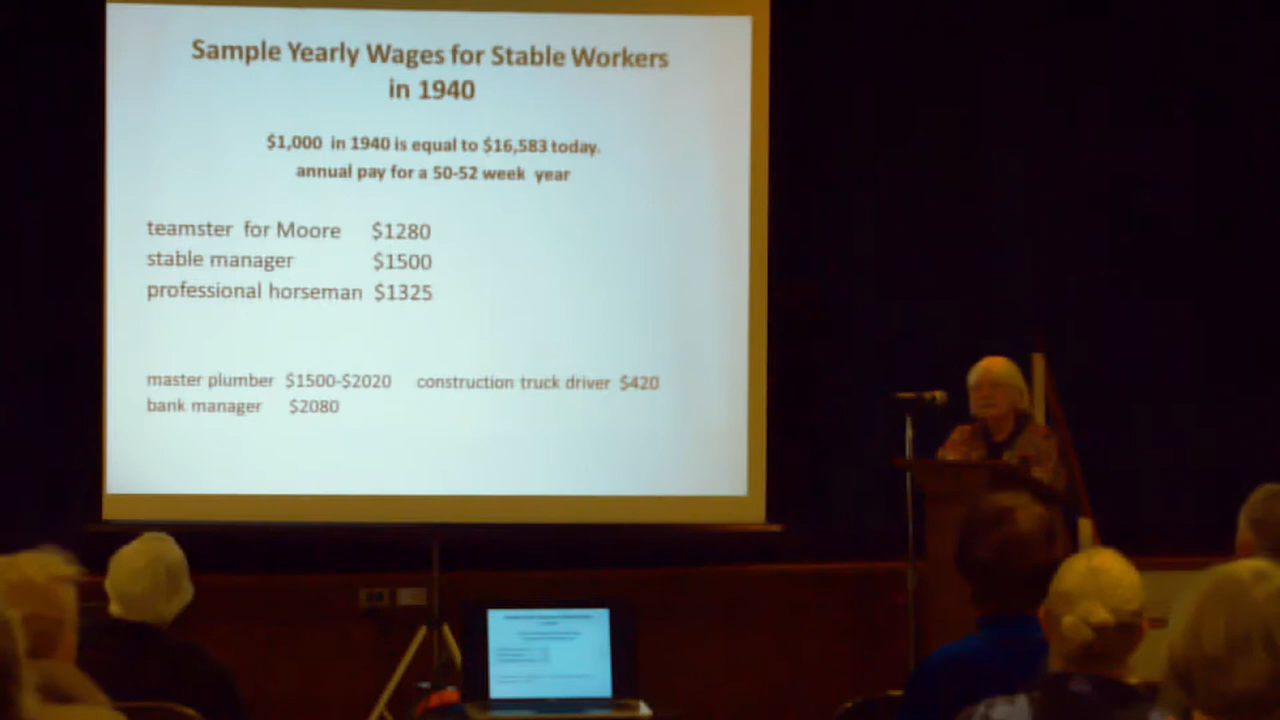 Sample Yearly Wages for Stable Workers
in 1940
$1,000 in 1940 is equal to $16,583 today.
annual pay for a 50-52 week year
teamster for Moore $1280
stable manager $1500
professional horseman $1325
master plumber $1500-$2020 construction truck driver $420
bank manager $2080